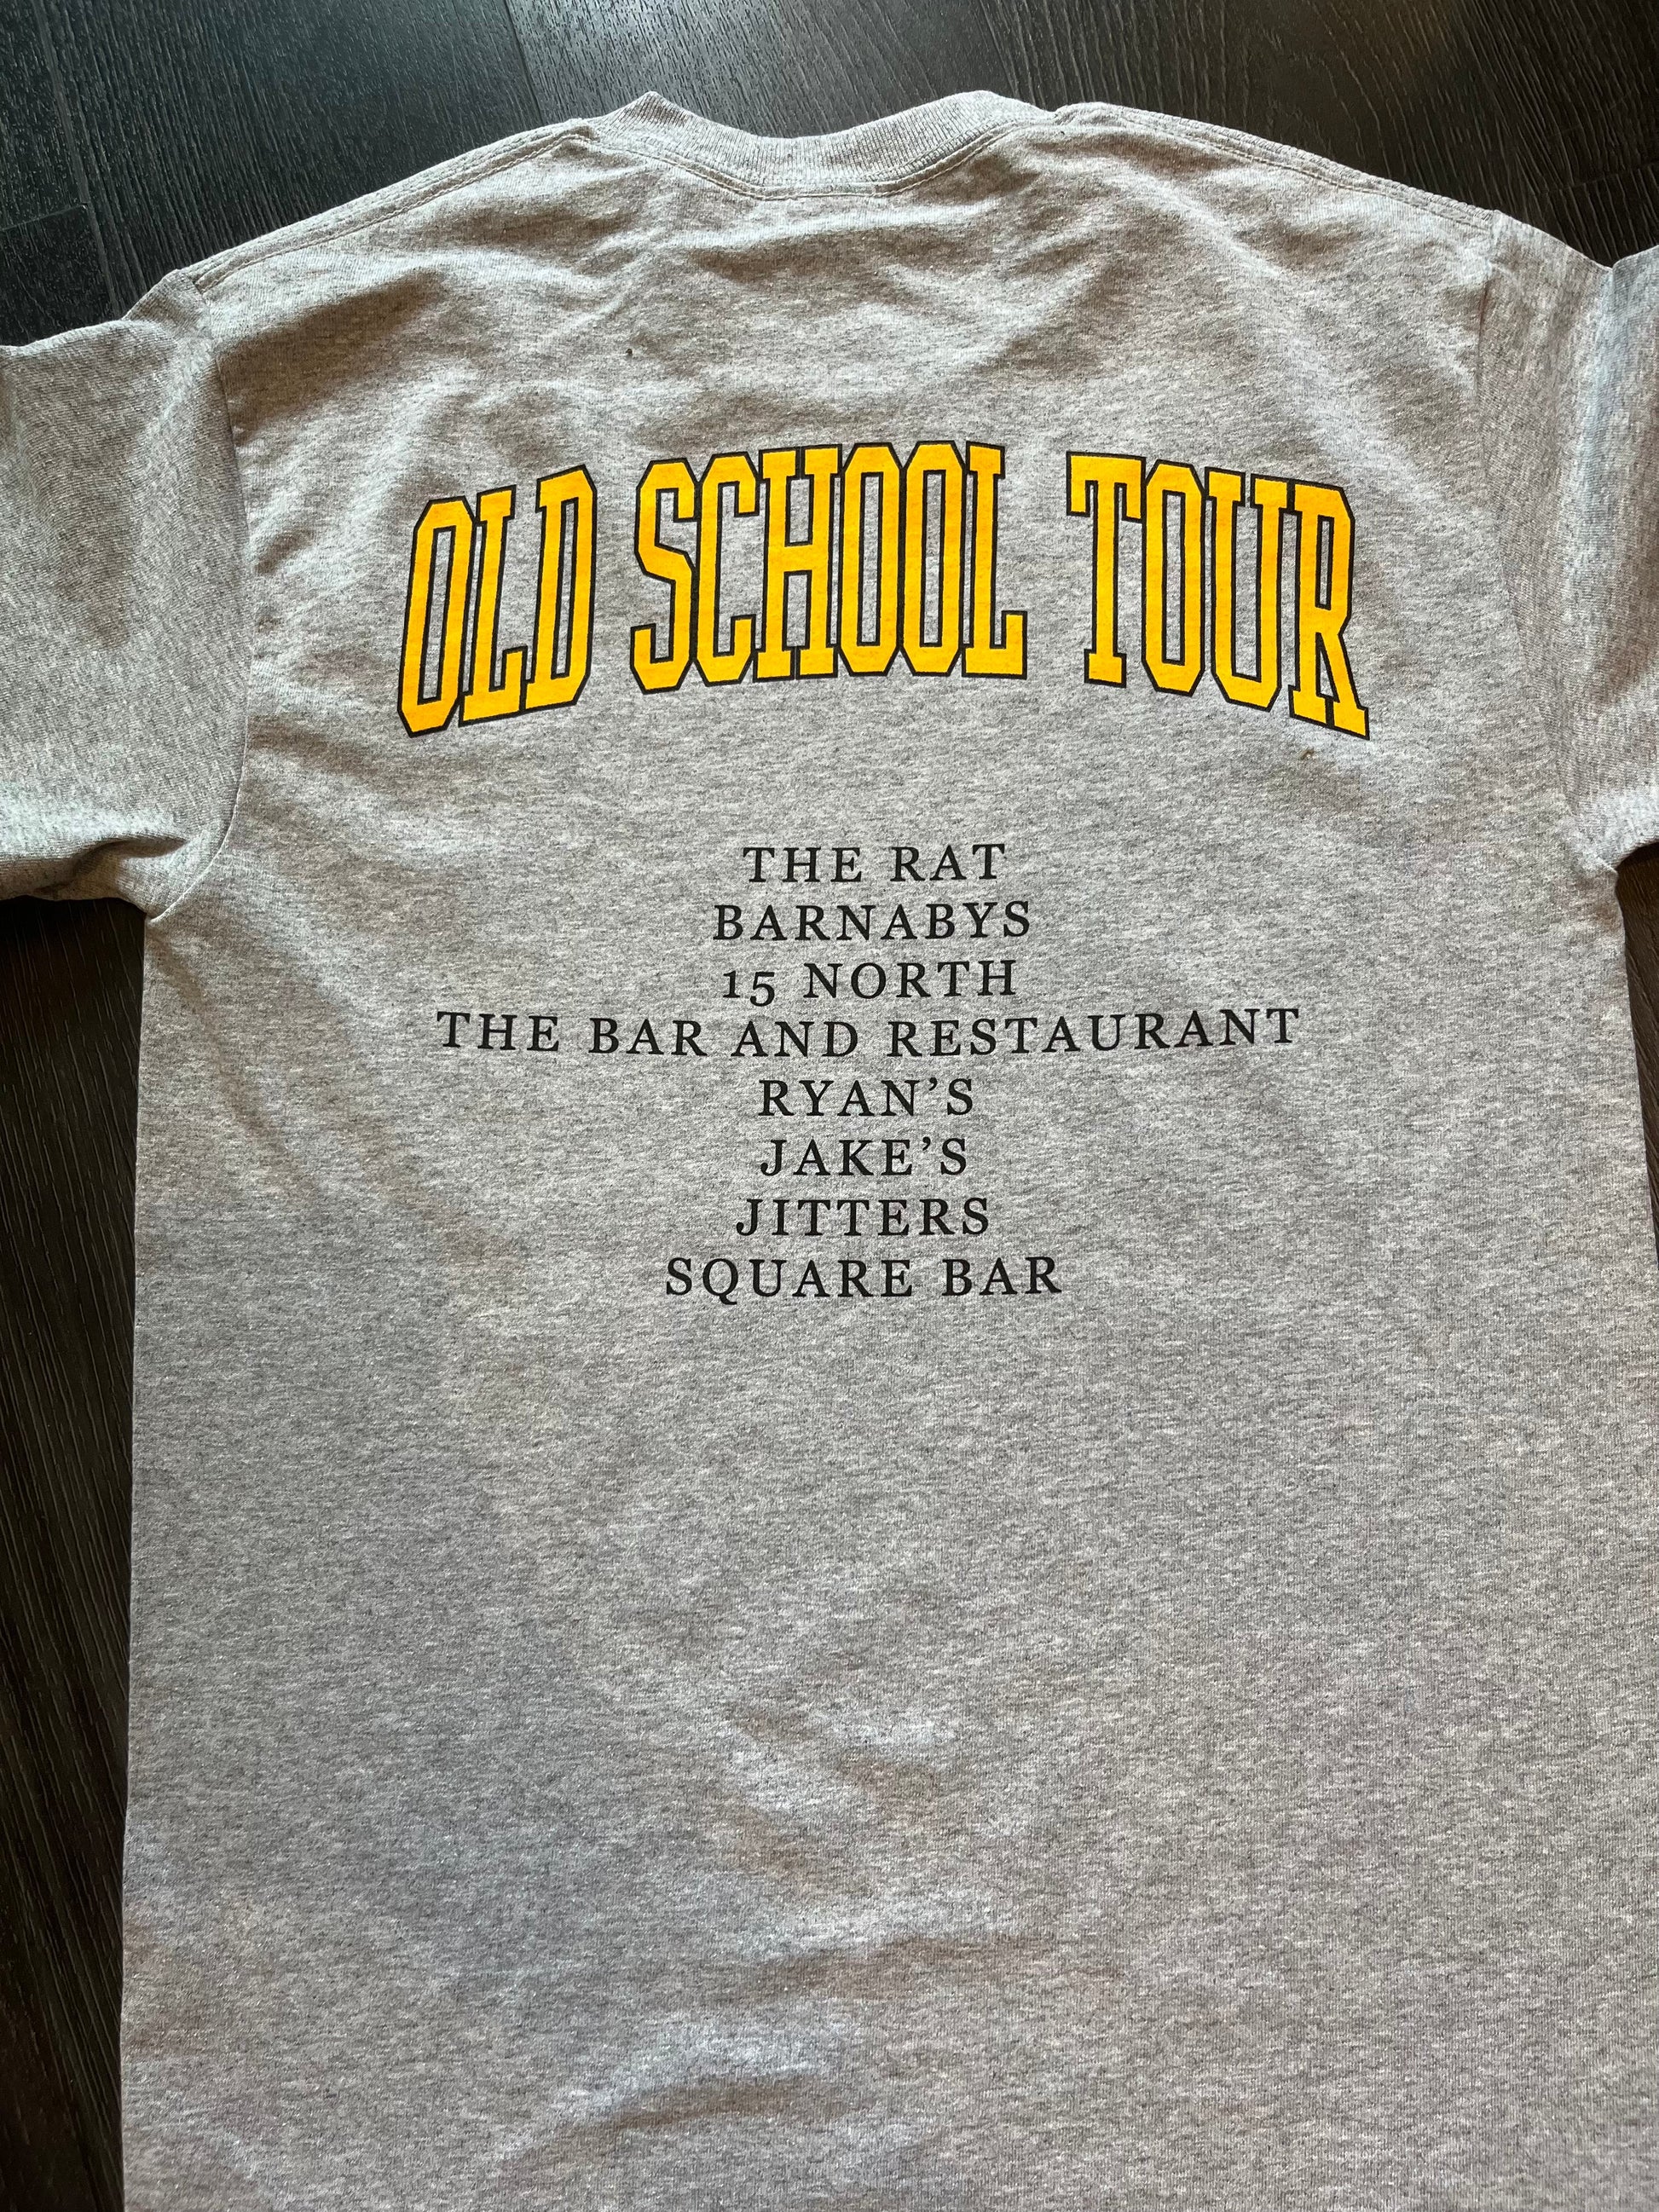 OLD SCHOOL TOUR
THE RAT
BARNABYS
15 NORTH
THE BAR AND RESTAURANT
RYAN’S
JAKE’S
JITTERS
SQUARE BAR